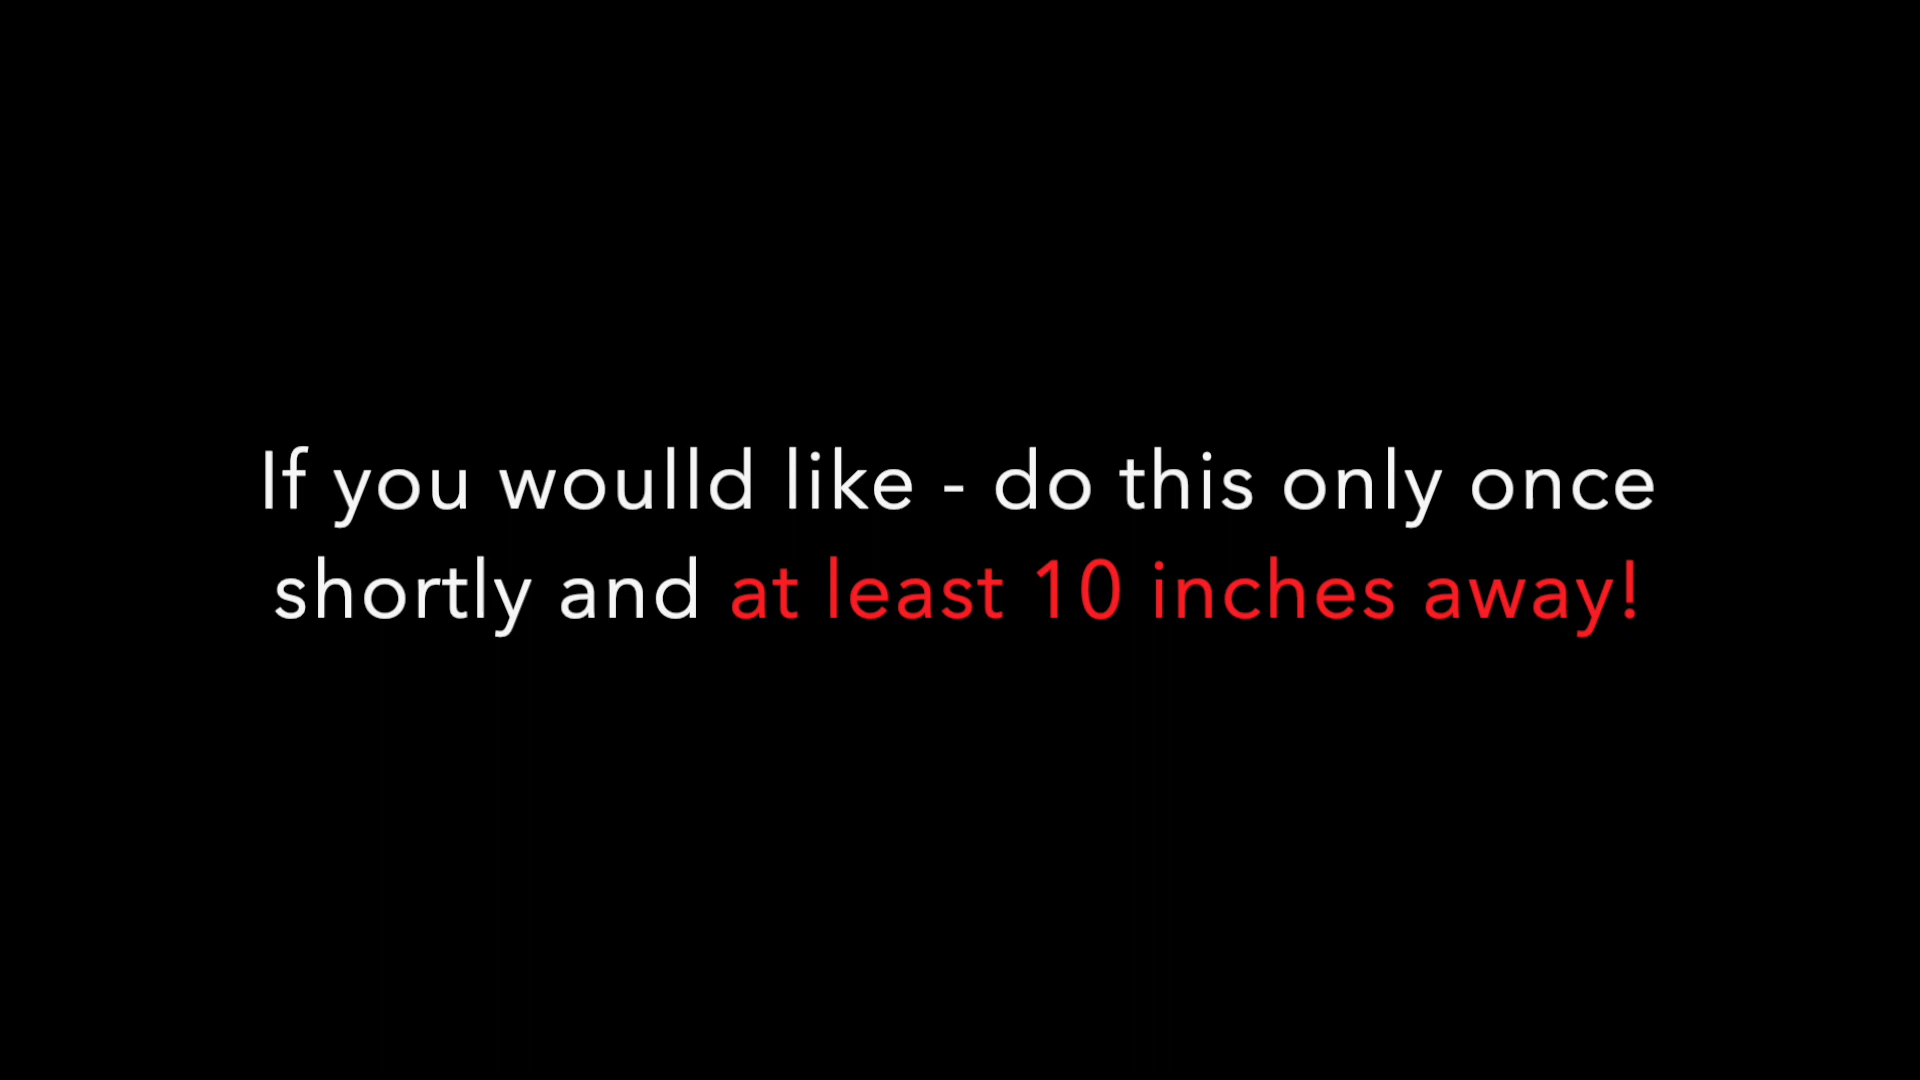 If you woulld like - do this only once
shortly and at least 10 inches away!